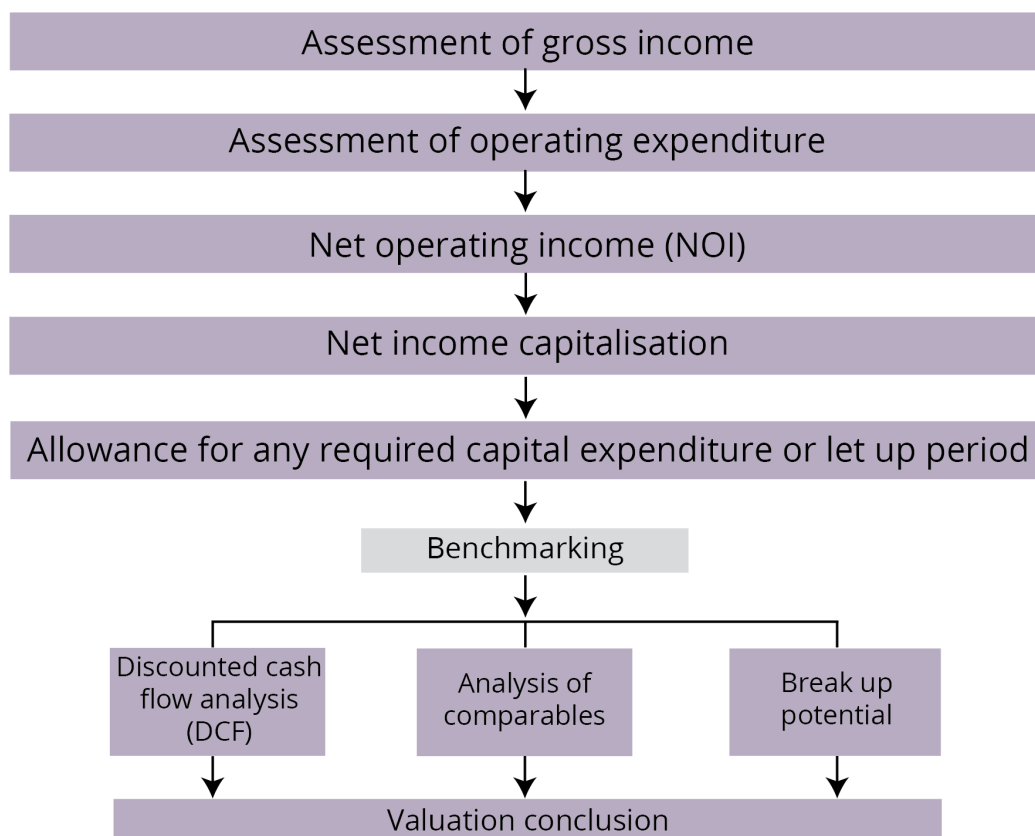 Assessment of gross income
Assessment of operating expenditure
Net operating income (NOI)
Net income capitalisation
Allowance for any required capital expenditure or let up period
Benchmarking
Discounted cash
flow analysis
(DCF)
Analysis of
comparables
Break up
potential
Valuation conclusion